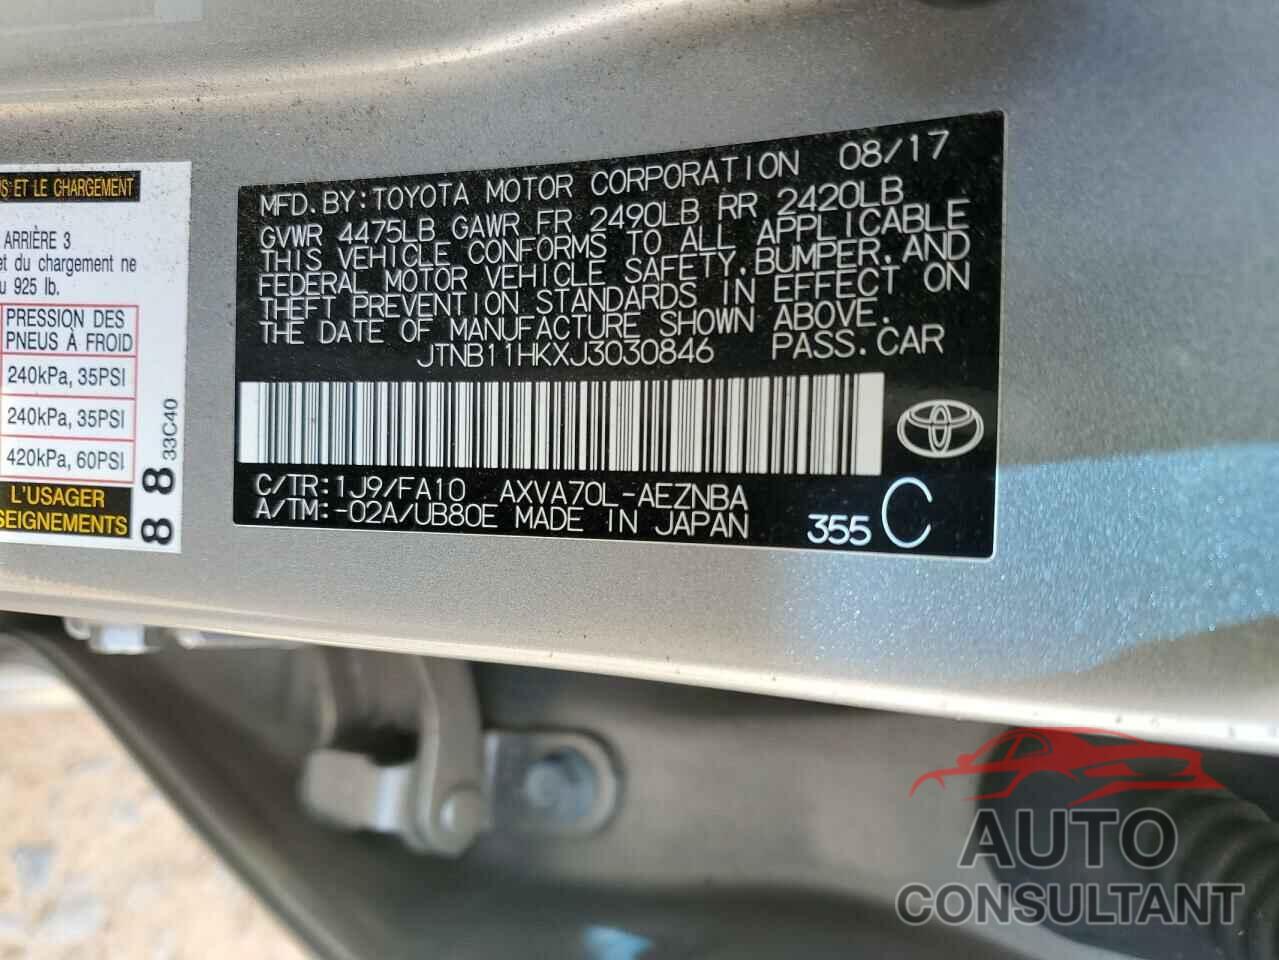 S ET LE CHARGEMENT
ARRIÈRE 3
et du chargement ne
u 925 lb.
PRESSION DES
PNEUS À FROID
240kPa, 35PSI
240kPa, 35PSI
420kPa, 60PSI
L'USAGER
SEIGNEMENTS
8 8 33C40
MFD.BY:TOYOTA MOTOR CORPORATION 08/17
GVWR 4475LB GAWR FR 2490LB RR 2420LB
THIS VEHICLE CONFORMS TO ALL APPLICABLE
FEDERAL MOTOR VEHICLE SAFETY,BUMPER,AND
THEFT PREVENTION STANDARDS IN EFFECT ON
THE DATE OF MANUFACTURE SHOWN ABOVE.
JTNB11HKXJ3030846 PASS.CAR
C/TR:1J9/FA10 AXVA70L-AEZNBA
A/TM:-02A/UB80E MADE IN JAPAN
355 C
AUTO
CONSULTANT